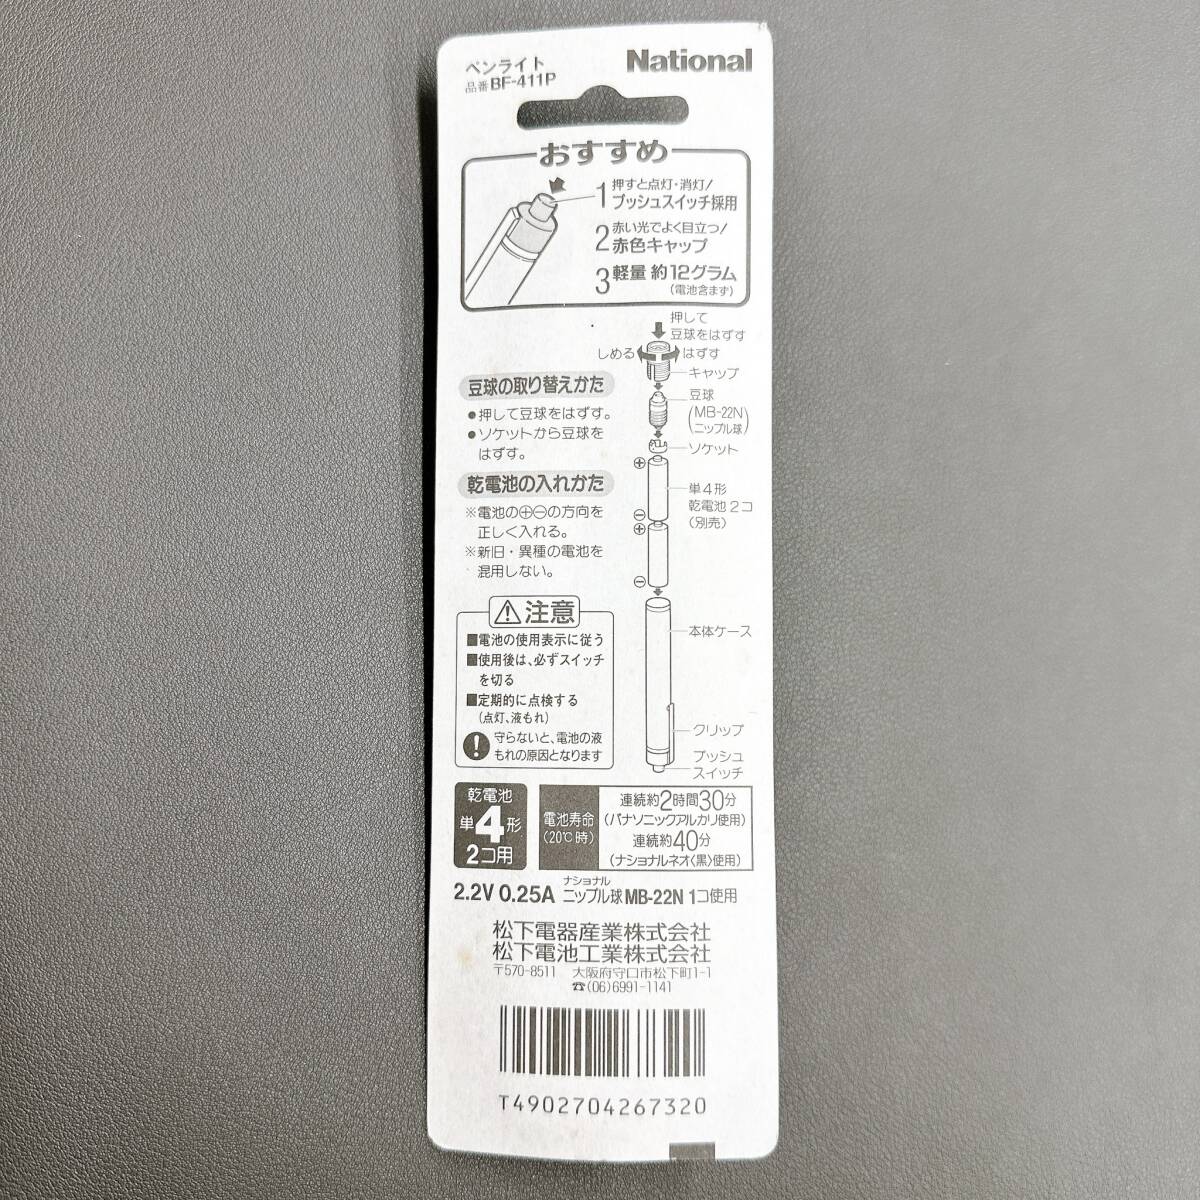 ペンライト
品番BF-411P
National
おすすめ
1 押すと点灯・消灯!
プッシュスイッチ採用
2 赤い光でよく目立つ!
赤色キャップ
3 軽量 約12グラム
(電池含まず)
押して
豆球をはずす
しめる はずす
キャップ
豆球
(MB-22N
ニップル球)
ソケット
単4形
乾電池2コ
(別売)
本体ケース
クリップ
プッシュ
スイッチ
豆球の取り替えかた
●押して豆球をはずす。
●ソケットから豆球を
はずす。
乾電池の入れかた
※電池の⊕⊖の方向を
正しく入れる。
※新旧・異種の電池を
混用しない。
⊕
⊖
⊕
⊖
⚠注意
■電池の使用表示に従う
■使用後は、必ずスイッチ
を切る
■定期的に点検する
(点灯、液もれ)
守らないと、電池の液
もれの原因となります
乾電池
単4形
2コ用
電池寿命
(20℃時)
連続約2時間30分
(パナソニックアルカリ使用)
連続約40分
(ナショナルネオ〈黒〉使用)
2.2V 0.25A ナショナル ニップル球 MB-22N 1コ使用
松下電器産業株式会社
松下電池工業株式会社
〒570-8511 大阪府守口市松下町1-1
☎(06)6991-1141
T4902704267320